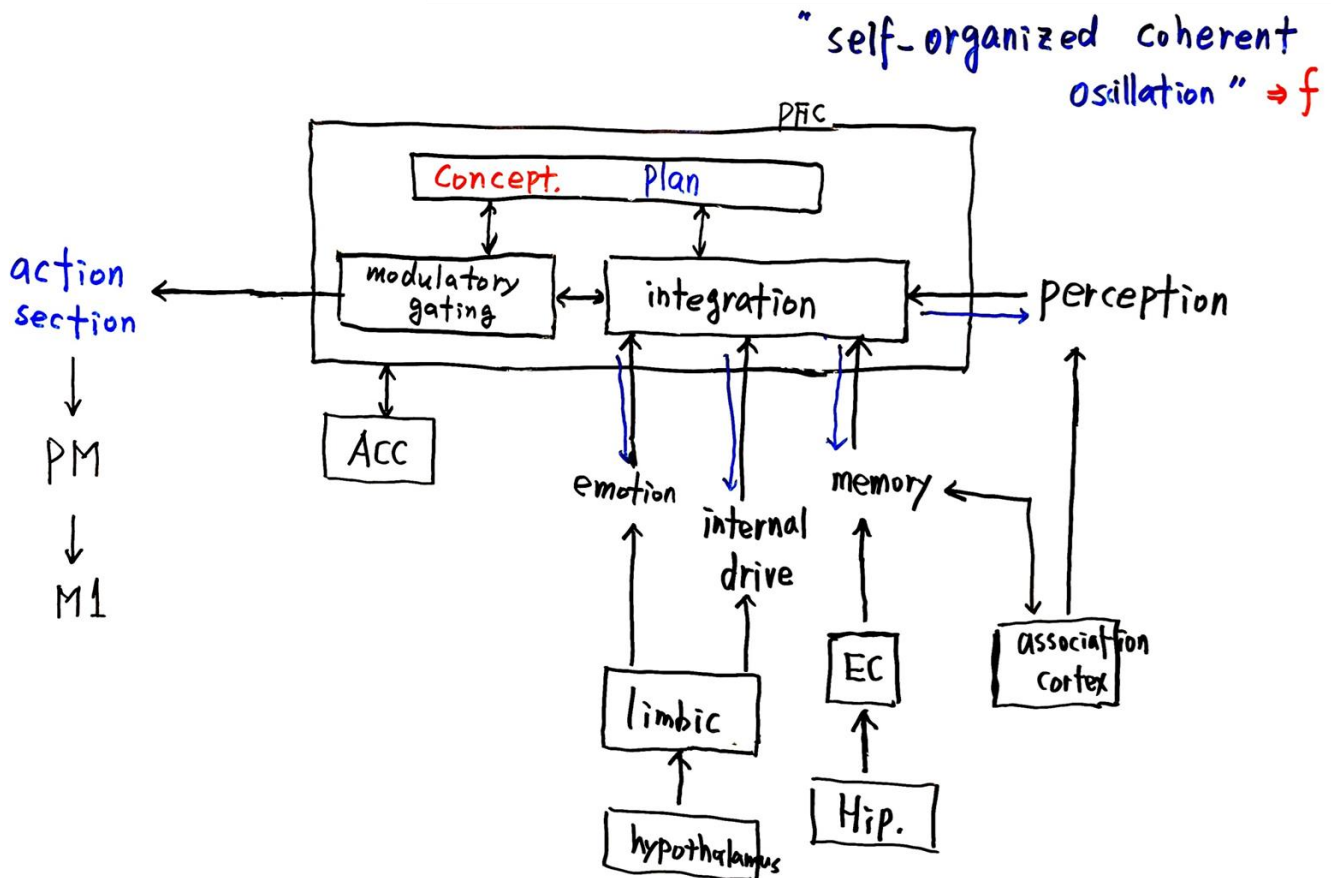 "self-organized coherent
oscillation" ⇒ f
PFC
Concept. Plan
modulatory
gating
integration
perception
action
section
PM
M1
ACC
emotion
internal
drive
memory
limbic
hypothalamus
EC
Hip.
association
cortex